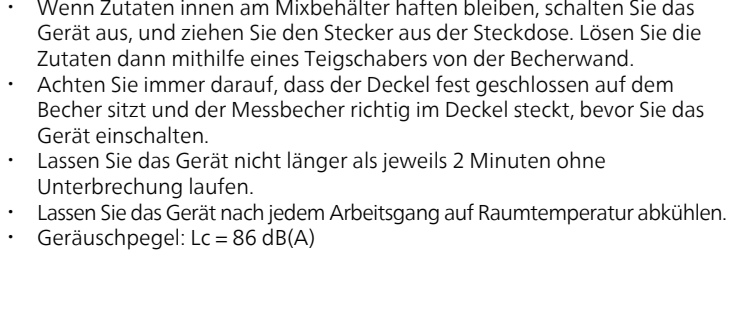 • Wenn Zutaten innen am Mixbehälter haften bleiben, schalten Sie das
Gerät aus, und ziehen Sie den Stecker aus der Steckdose. Lösen Sie die
Zutaten dann mithilfe eines Teigschabers von der Becherwand.
• Achten Sie immer darauf, dass der Deckel fest geschlossen auf dem
Becher sitzt und der Messbecher richtig im Deckel steckt, bevor Sie das
Gerät einschalten.
• Lassen Sie das Gerät nicht länger als jeweils 2 Minuten ohne
Unterbrechung laufen.
• Lassen Sie das Gerät nach jedem Arbeitsgang auf Raumtemperatur abkühlen.
• Geräuschpegel: Lc = 86 dB(A)